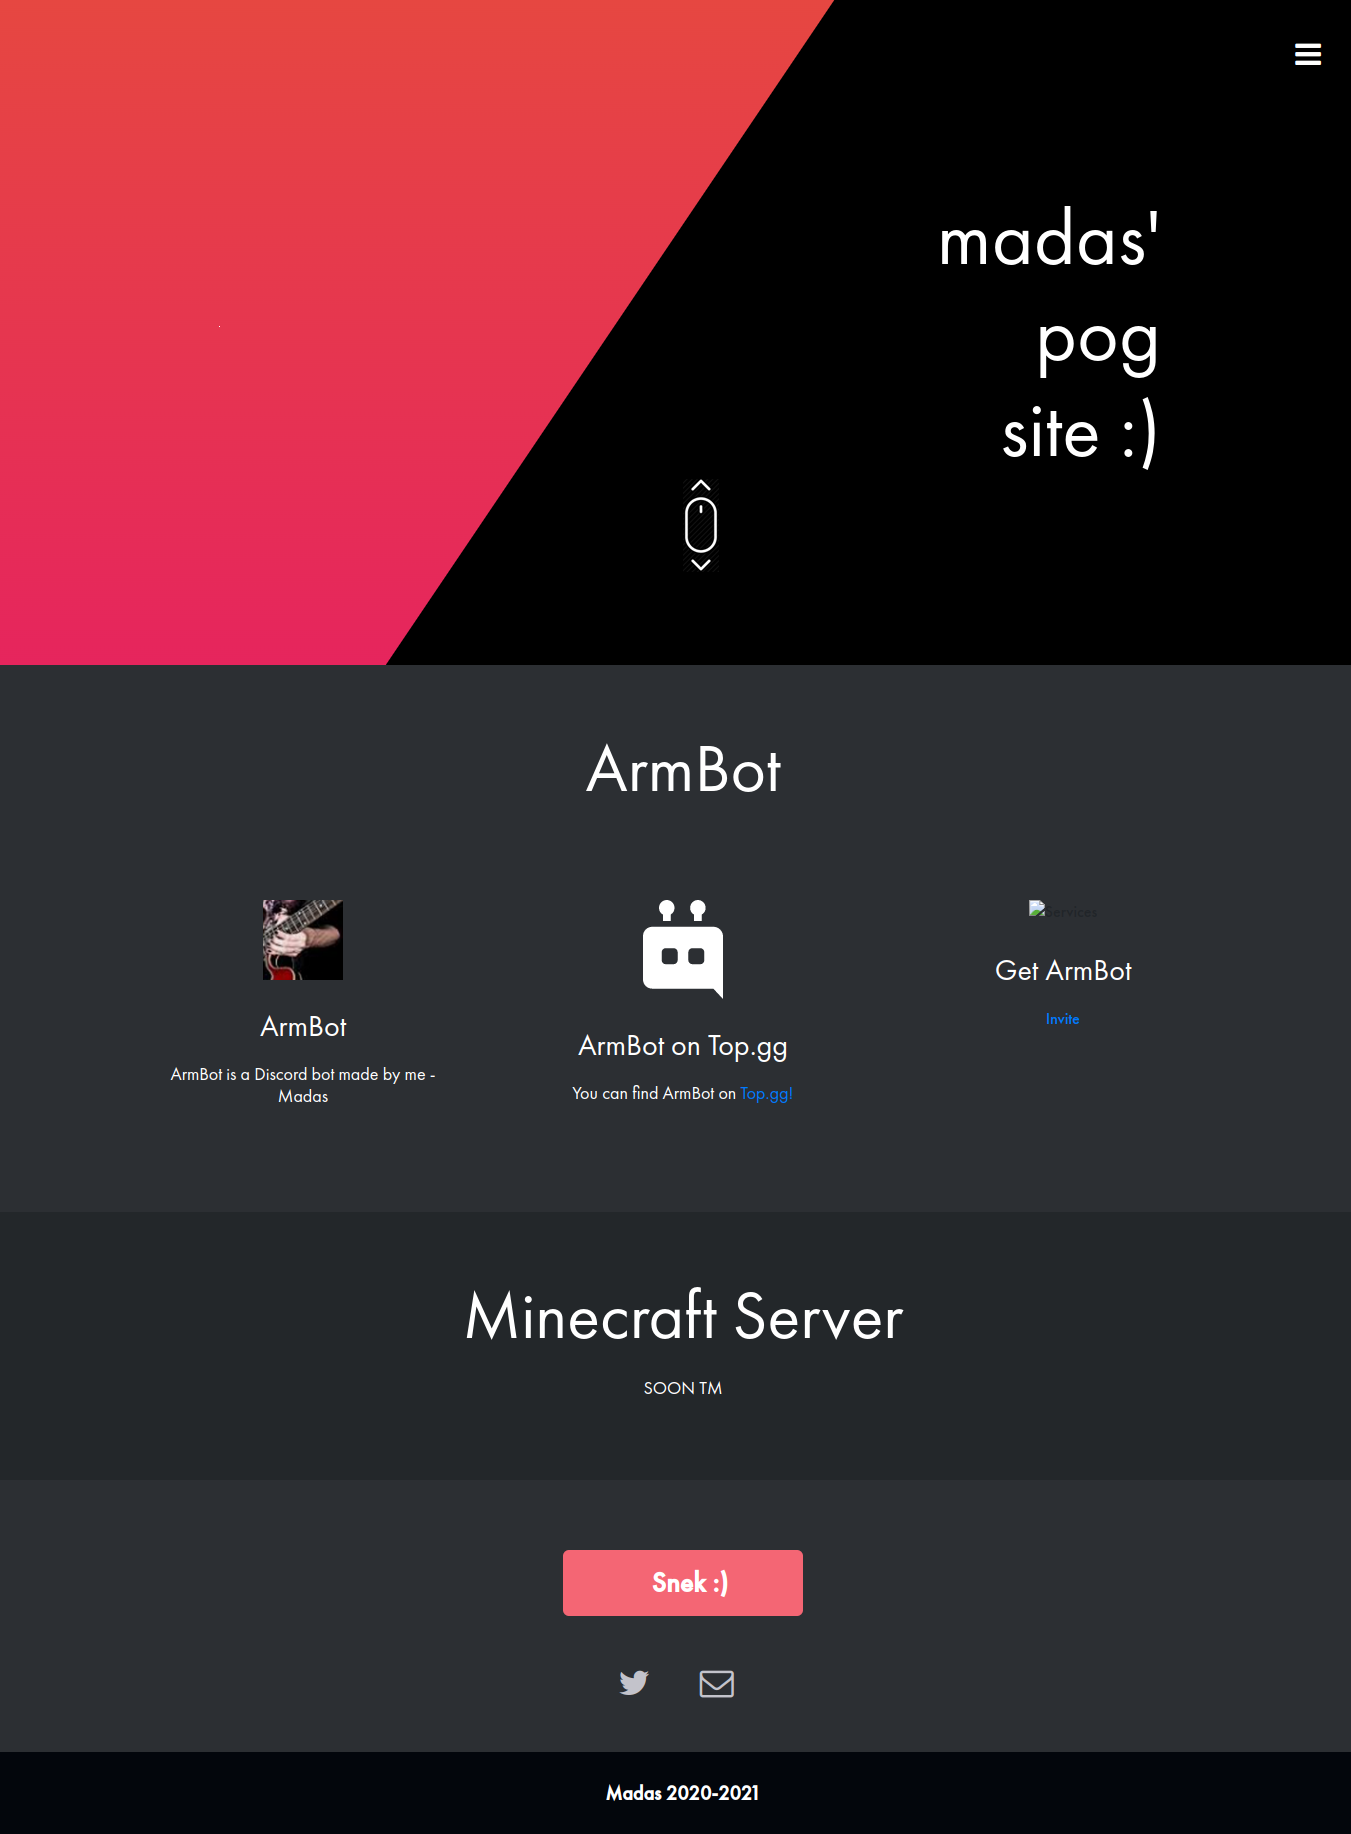 madas'
pog
site :)
ArmBot
ArmBot
ArmBot is a Discord bot made by me -
Madas
ArmBot on Top.gg
You can find ArmBot on Top.gg!
Services
Get ArmBot
Invite
Minecraft Server
SOON TM
Snek :)
Madas 2020-2021